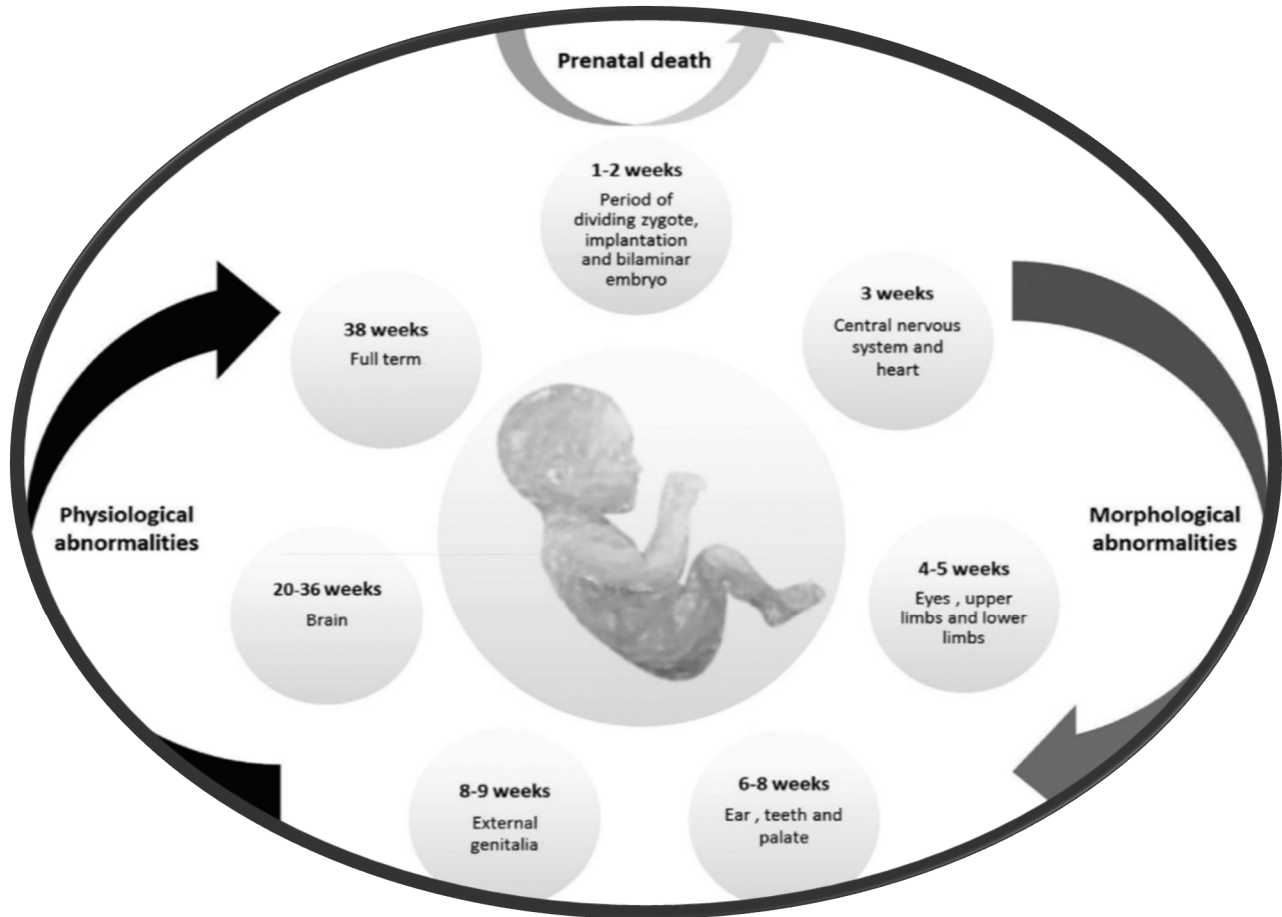 Prenatal death
1-2 weeks
Period of
dividing zygote,
implantation
and bilaminar
embryo
3 weeks
Central nervous
system and
heart
Morphological
abnormalities
4-5 weeks
Eyes , upper
limbs and lower
limbs
6-8 weeks
Ear , teeth and
palate
8-9 weeks
External
genitalia
20-36 weeks
Brain
Physiological
abnormalities
38 weeks
Full term